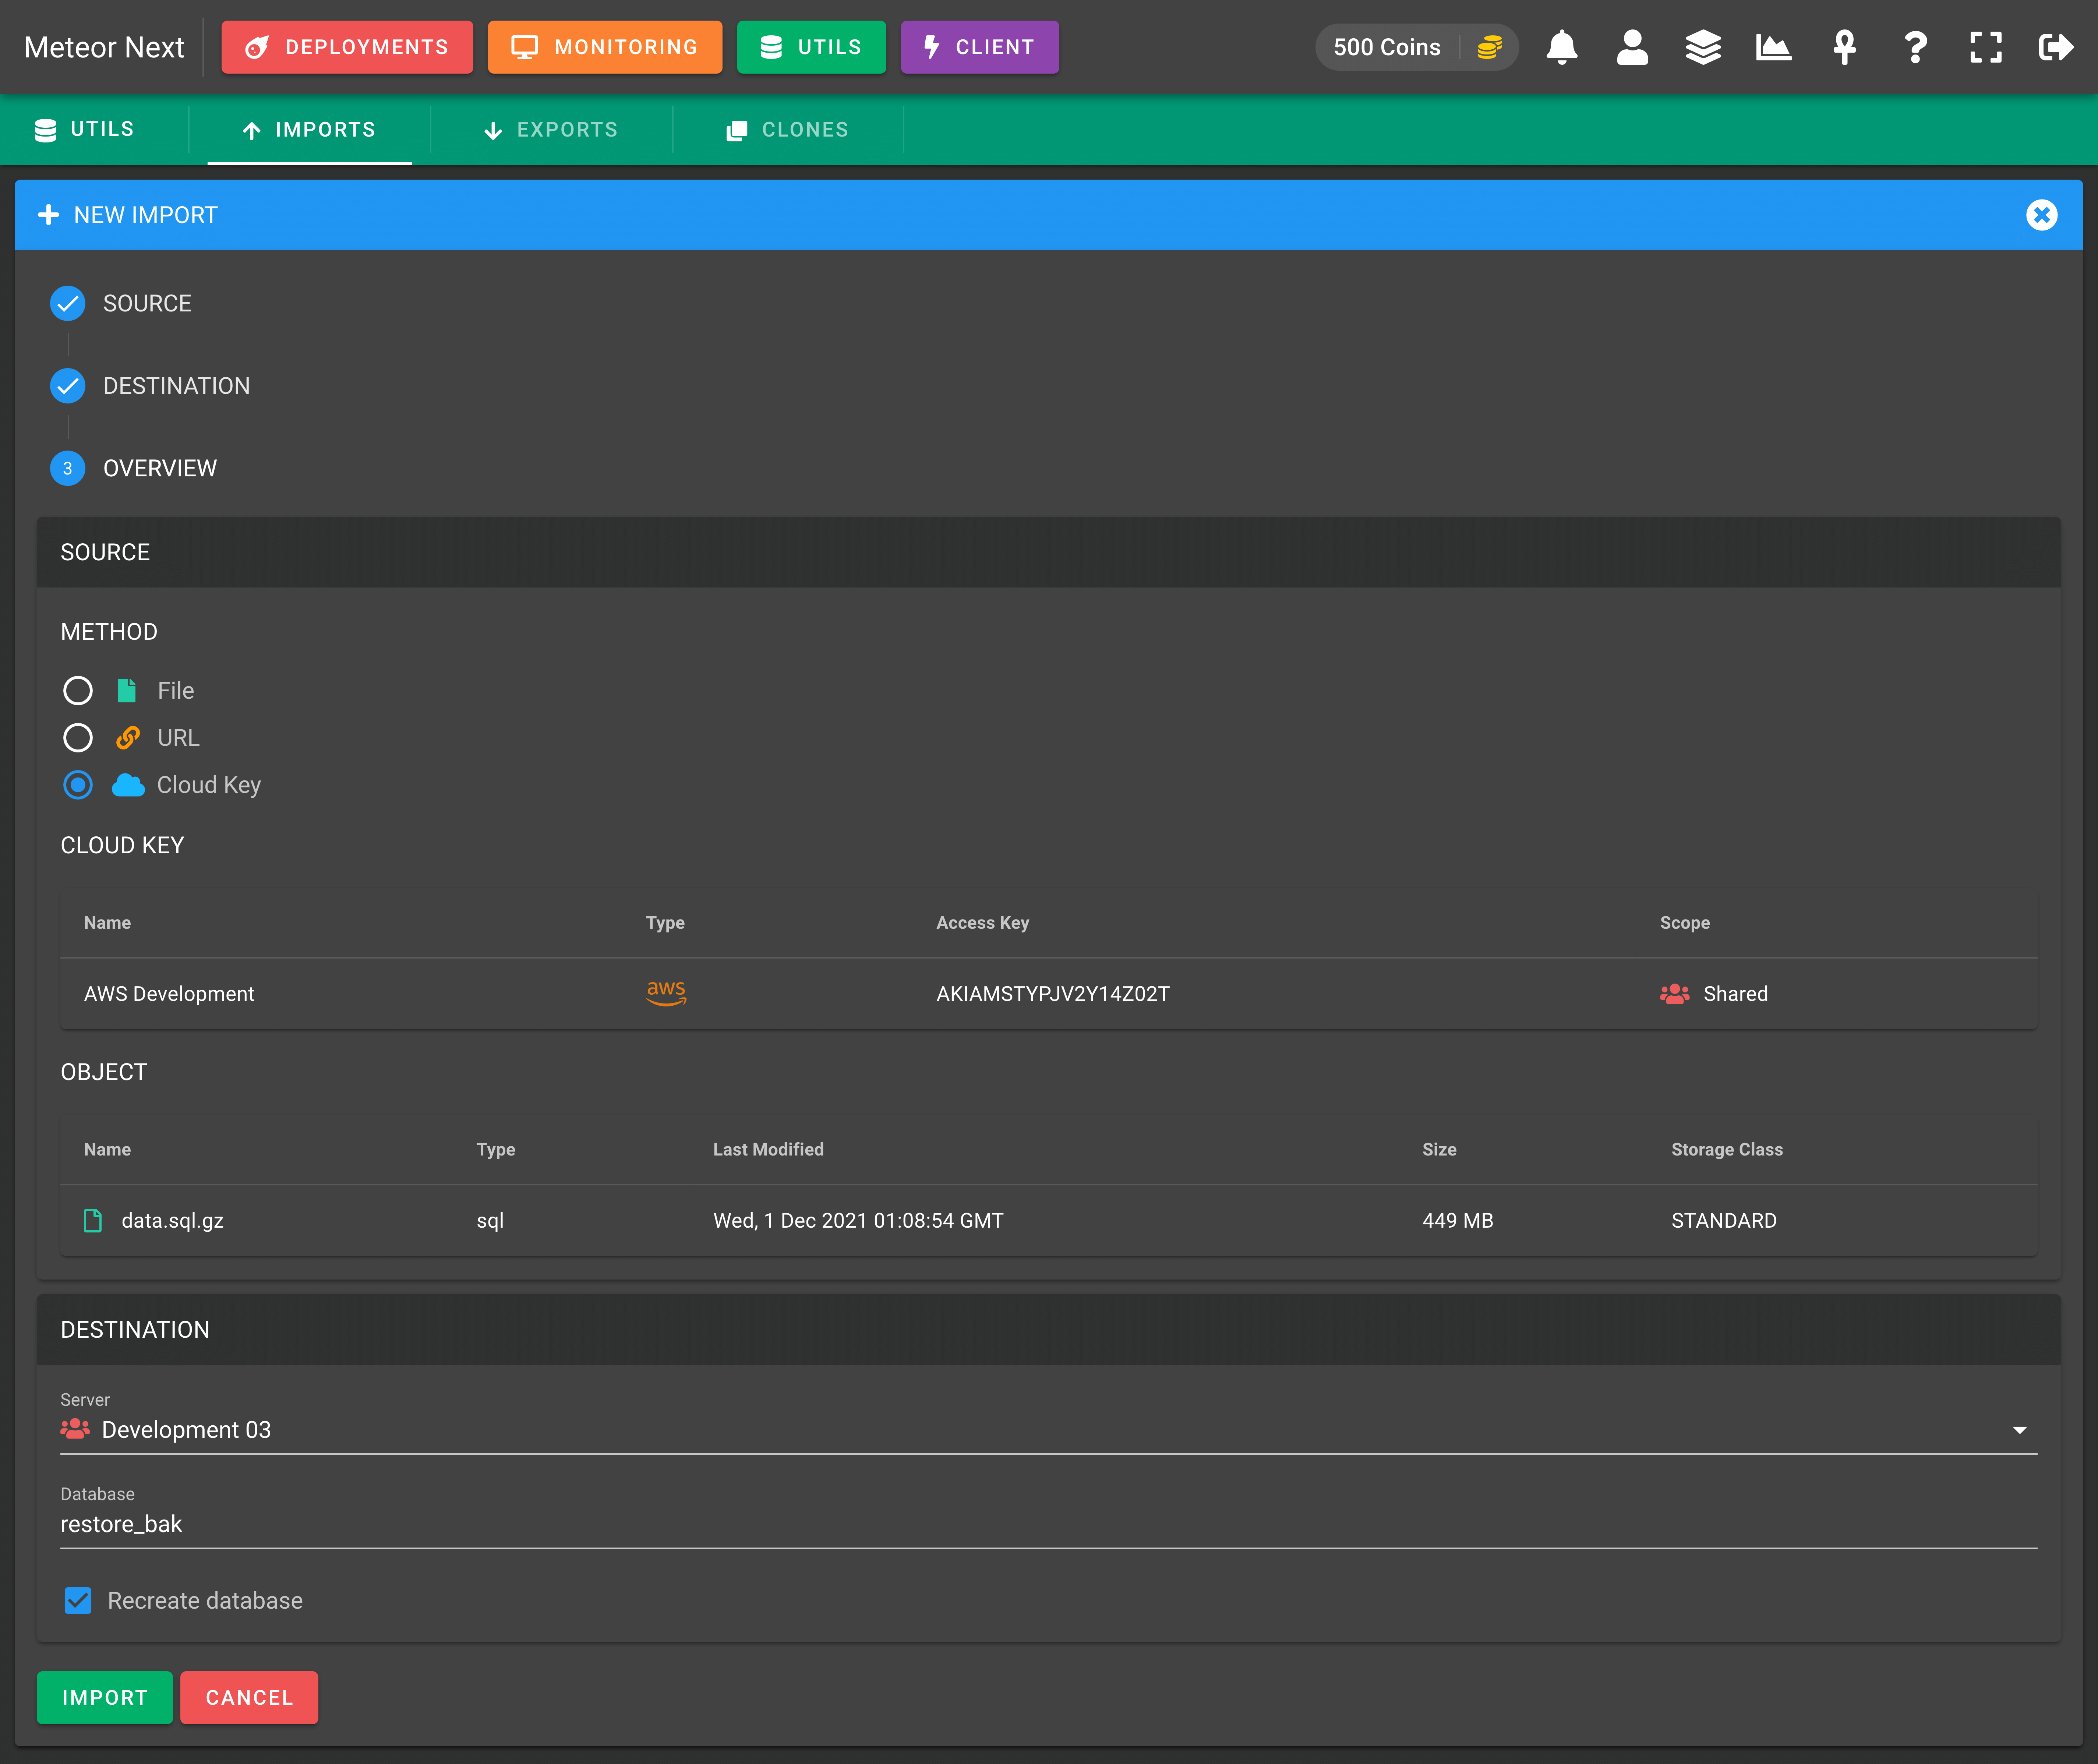 Meteor Next DEPLOYMENTS MONITORING UTILS CLIENT 500 Coins
UTILS IMPORTS EXPORTS CLONES
NEW IMPORT
SOURCE
DESTINATION
3 OVERVIEW
SOURCE
METHOD
File
URL
Cloud Key
CLOUD KEY
Name Type Access Key Scope
AWS Development aws AKIAMSTYPJV2Y14Z02T Shared
OBJECT
Name Type Last Modified Size Storage Class
data.sql.gz sql Wed, 1 Dec 2021 01:08:54 GMT 449 MB STANDARD
DESTINATION
Server
Development 03
Database
restore_bak
Recreate database
IMPORT CANCEL